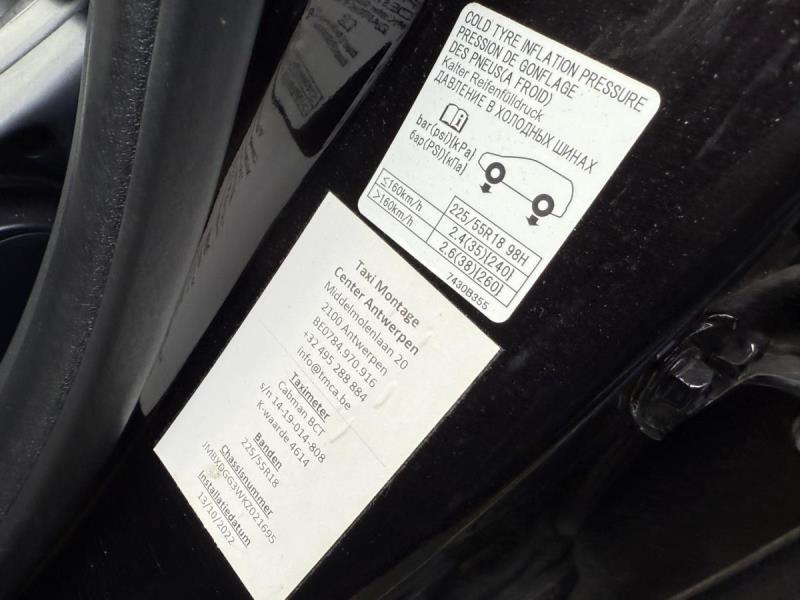 COLD TYRE INFLATION PRESSURE
PRESSION DE GONFLAGE
DES PNEUS(A FROID)
Kalter Reifenfülldruck
ДАВЛЕНИЕ В ХОЛОДНЫХ ШИНАХ
bar(psi)[kPa]
бар(PSI)[кПа]
225/55R18 98H
≤160km/h 2.4(35)[240]
>160km/h 2.6(38)[260]
7430B355
Taxi Montage
Center Antwerpen
Middelmolenlaan 20
2100 Antwerpen
BE0784.970.916
+32 495 288 884
info@tmca.be
Taximeter
Cabman BCT
s/n 14-19-014-808
K-waarde 4614
Banden
225/55R18
Chassisnummer
JMBXDGG3WKZ021695
Installatiedatum
13/10/2022